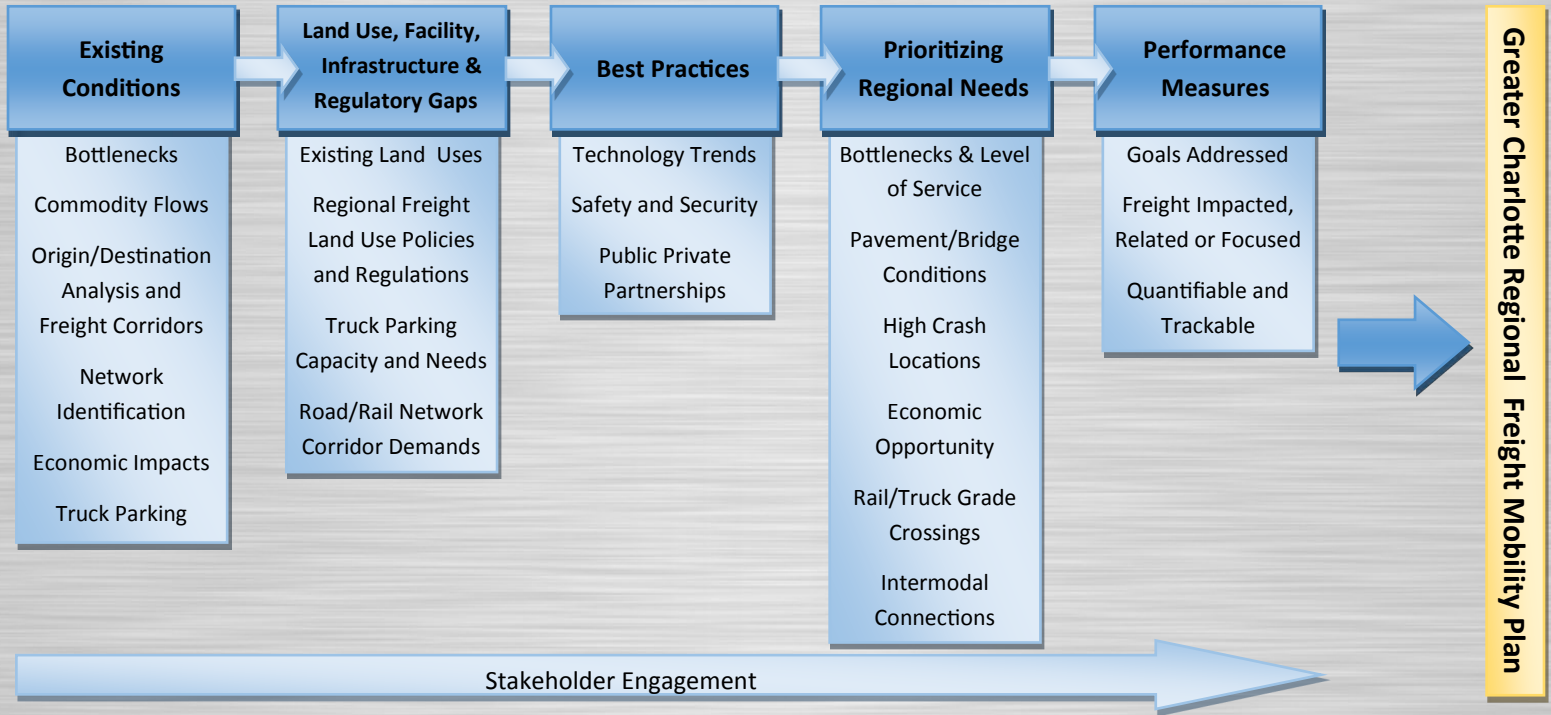 Existing
Conditions
Bottlenecks
Commodity Flows
Origin/Destination
Analysis and
Freight Corridors
Network
Identification
Economic Impacts
Truck Parking
Land Use, Facility,
Infrastructure &
Regulatory Gaps
Existing Land Uses
Regional Freight
Land Use Policies
and Regulations
Truck Parking
Capacity and Needs
Road/Rail Network
Corridor Demands
Best Practices
Technology Trends
Safety and Security
Public Private
Partnerships
Prioritizing
Regional Needs
Bottlenecks & Level
of Service
Pavement/Bridge
Conditions
High Crash
Locations
Economic
Opportunity
Rail/Truck Grade
Crossings
Intermodal
Connections
Performance
Measures
Goals Addressed
Freight Impacted,
Related or Focused
Quantifiable and
Trackable
Greater Charlotte Regional Freight Mobility Plan
Stakeholder Engagement